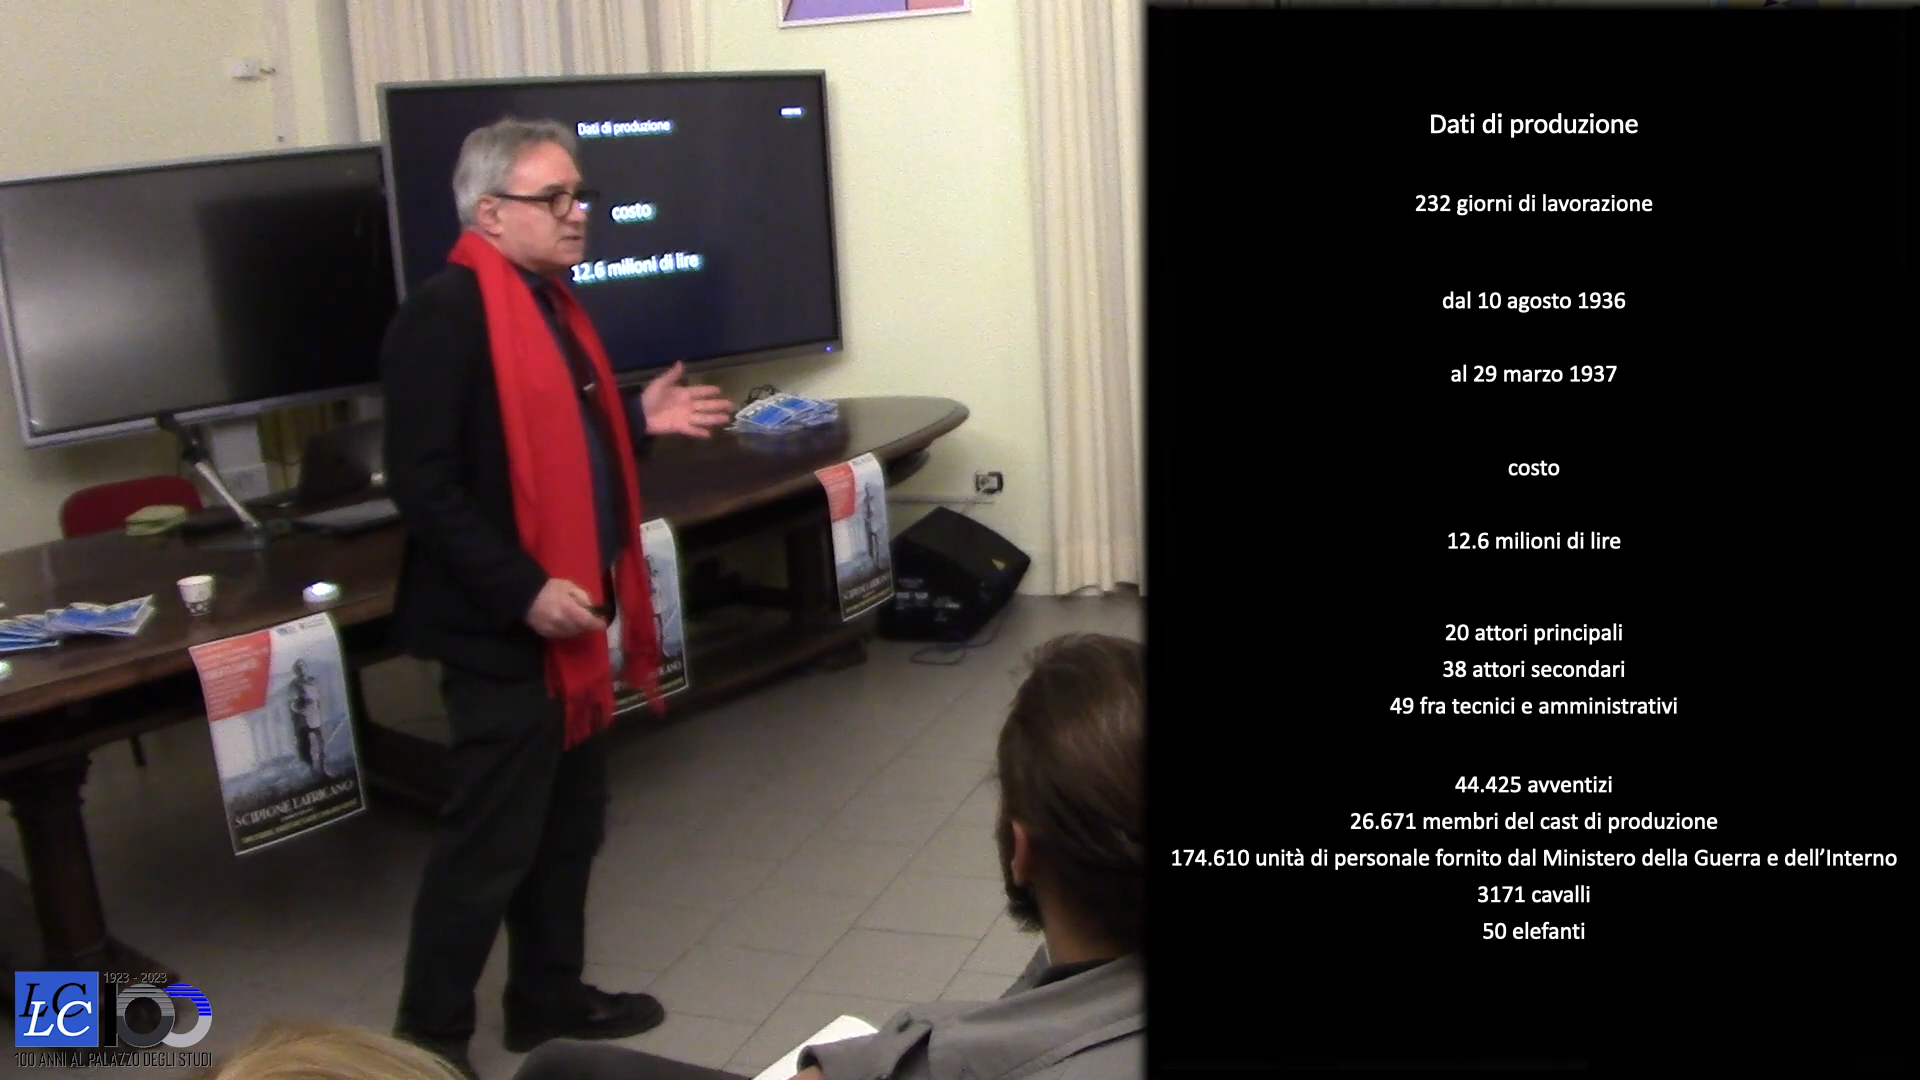 Dati di produzione
costo
12.6 milioni di lire
SCIPIONE L'AFRICANO
1923 - 2023
LC
LC
100
100 ANNI AL PALAZZO DEGLI STUDI
Dati di produzione
232 giorni di lavorazione
dal 10 agosto 1936
al 29 marzo 1937
costo
12.6 milioni di lire
20 attori principali
38 attori secondari
49 fra tecnici e amministrativi
44.425 avventizi
26.671 membri del cast di produzione
174.610 unità di personale fornito dal Ministero della Guerra e dell’Interno
3171 cavalli
50 elefanti